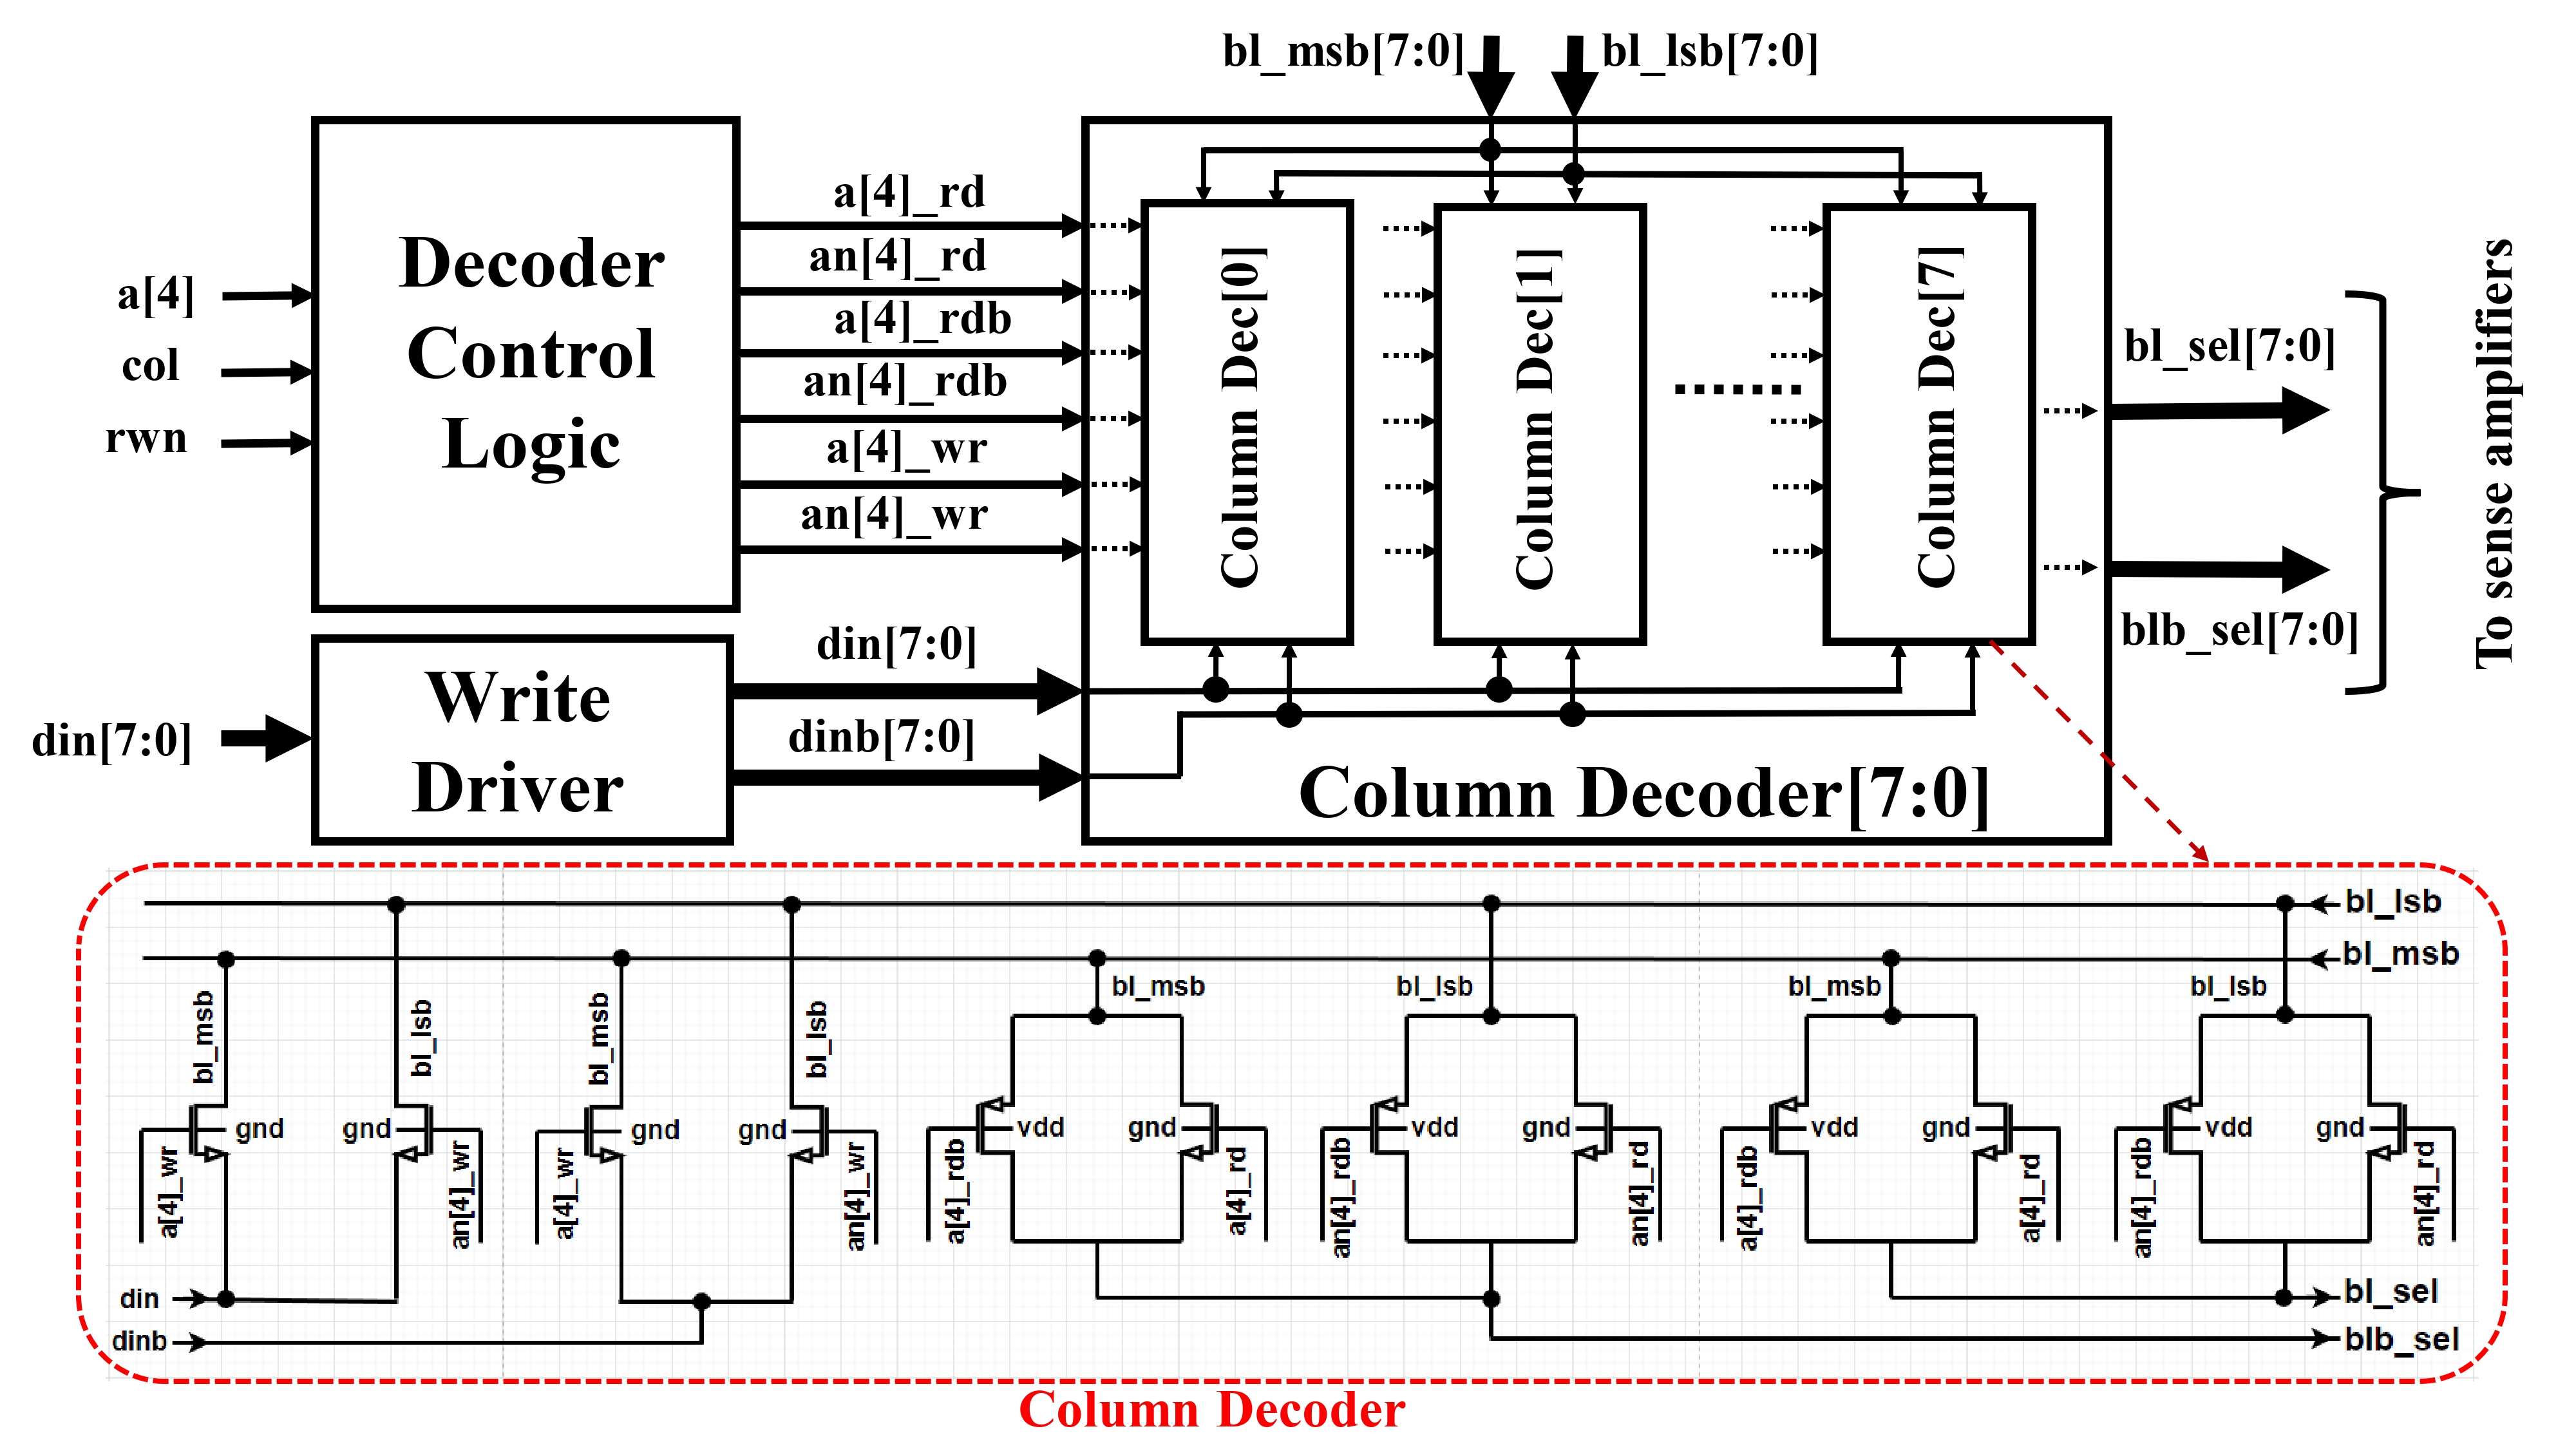 bl_msb[7:0]
bl_lsb[7:0]
Decoder
Control
Logic
a[4]
col
rwn
a[4]_rd
an[4]_rd
a[4]_rdb
an[4]_rdb
a[4]_wr
an[4]_wr
Column Dec[0]
Column Dec[1]
Column Dec[7]
bl_sel[7:0]
blb_sel[7:0]
To sense amplifiers
Write
Driver
din[7:0]
din[7:0]
dinb[7:0]
Column Decoder[7:0]
bl_lsb
bl_msb
bl_msb
bl_lsb
bl_msb
bl_lsb
bl_msb
bl_lsb
bl_msb
bl_lsb
gnd
gnd
gnd
gnd
vdd
gnd
vdd
gnd
vdd
gnd
vdd
gnd
a[4]_wr
an[4]_wr
a[4]_wr
an[4]_wr
a[4]_rdb
a[4]_rd
an[4]_rdb
an[4]_rd
a[4]_rdb
a[4]_rd
an[4]_rdb
an[4]_rd
din
dinb
bl_sel
blb_sel
Column Decoder